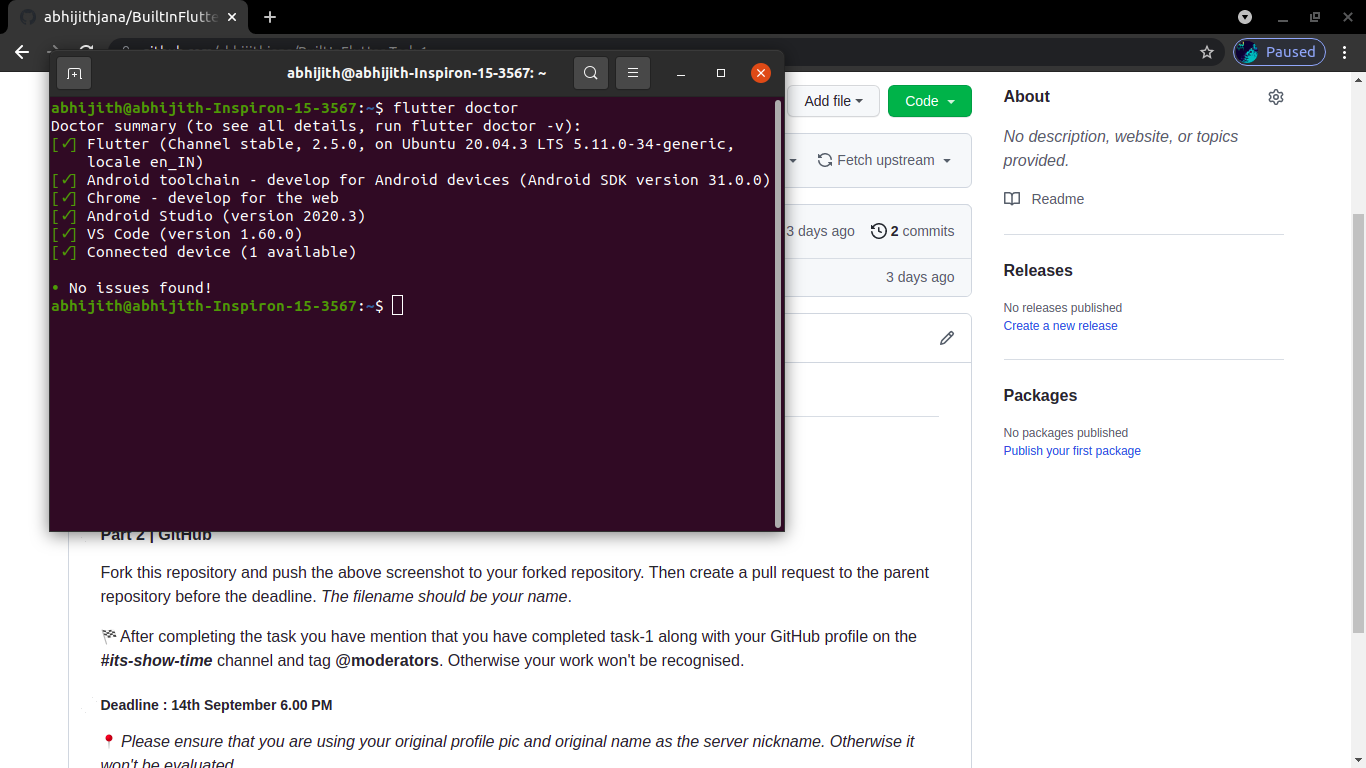 abhijithjana/BuiltInFlutte
Paused
abhijith@abhijith-Inspiron-15-3567: ~
abhijith@abhijith-Inspiron-15-3567:~$ flutter doctor
Doctor summary (to see all details, run flutter doctor -v):
[✓] Flutter (Channel stable, 2.5.0, on Ubuntu 20.04.3 LTS 5.11.0-34-generic,
locale en_IN)
[✓] Android toolchain - develop for Android devices (Android SDK version 31.0.0)
[✓] Chrome - develop for the web
[✓] Android Studio (version 2020.3)
[✓] VS Code (version 1.60.0)
[✓] Connected device (1 available)
• No issues found!
abhijith@abhijith-Inspiron-15-3567:~$
Add file
Code
Fetch upstream
3 days ago
2 commits
3 days ago
Part 2 | GitHub
Fork this repository and push the above screenshot to your forked repository. Then create a pull request to the parent
repository before the deadline. The filename should be your name.
🏁 After completing the task you have mention that you have completed task-1 along with your GitHub profile on the
#its-show-time channel and tag @moderators. Otherwise your work won't be recognised.
Deadline : 14th September 6.00 PM
📍 Please ensure that you are using your original profile pic and original name as the server nickname. Otherwise it
won't be evaluated
About
No description, website, or topics
provided.
Readme
Releases
No releases published
Create a new release
Packages
No packages published
Publish your first package